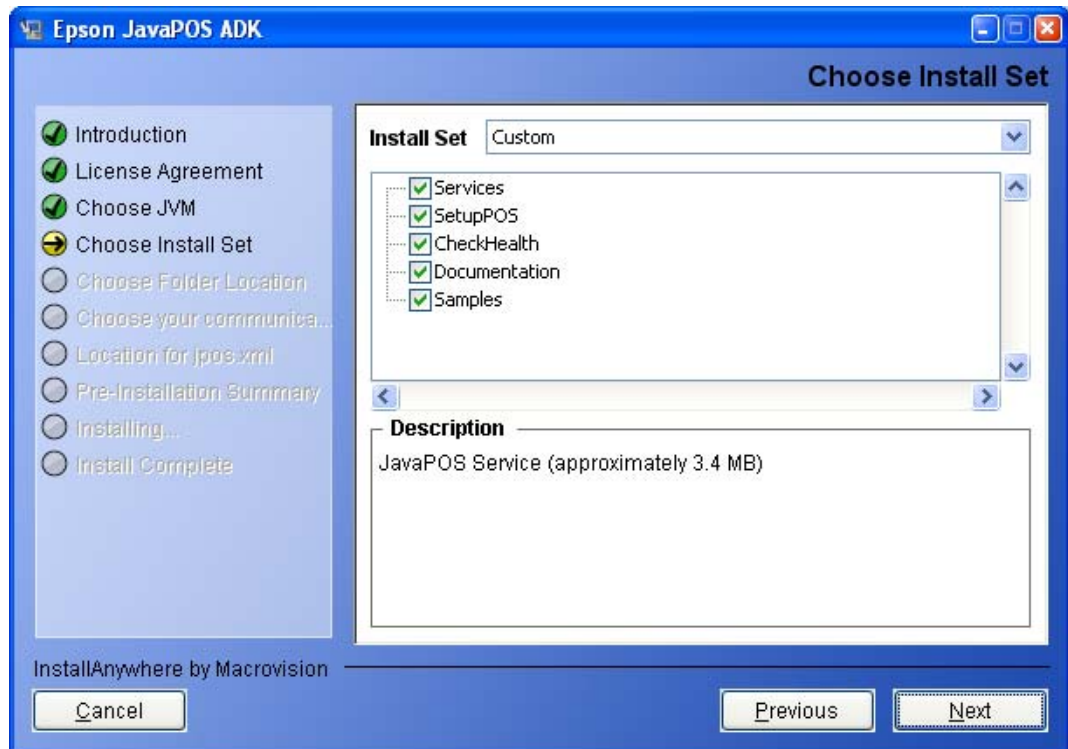 Epson JavaPOS ADK
Choose Install Set
Introduction
License Agreement
Choose JVM
Choose Install Set
Choose Folder Location
Choose your communica...
Location for jpos.xml
Pre-Installation Summary
Installing...
Install Complete
Install Set Custom
Services
SetupPOS
CheckHealth
Documentation
Samples
Description
JavaPOS Service (approximately 3.4 MB)
InstallAnywhere by Macrovision
Cancel Previous Next